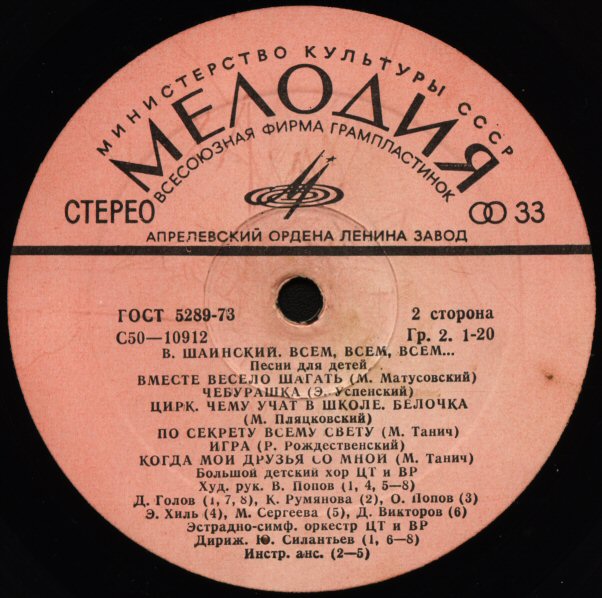 МИНИСТЕРСТВО КУЛЬТУРЫ СССР
МЕЛОДИЯ
ВСЕСОЮЗНАЯ ФИРМА ГРАМПЛАСТИНОК
СТЕРЕО
33
АПРЕЛЕВСКИЙ ОРДЕНА ЛЕНИНА ЗАВОД
ГОСТ 5289-73
2 сторона
С50—10912
Гр. 2. 1-20
В. ШАИНСКИЙ. ВСЕМ, ВСЕМ, ВСЕМ...
Песни для детей
ВМЕСТЕ ВЕСЕЛО ШАГАТЬ (М. Матусовский)
ЧЕБУРАШКА (Э. Успенский)
ЦИРК. ЧЕМУ УЧАТ В ШКОЛЕ. БЕЛОЧКА
(М. Пляцковский)
ПО СЕКРЕТУ ВСЕМУ СВЕТУ (М. Танич)
ИГРА (Р. Рождественский)
КОГДА МОИ ДРУЗЬЯ СО МНОЙ (М. Танич)
Большой детский хор ЦТ и ВР
Худ. рук. В. Попов (1, 4, 5—8)
Д. Голов (1, 7, 8), К. Румянова (2), О. Попов (3)
Э. Хиль (4), М. Сергеева (5), Д. Викторов (6)
Эстрадно-симф. оркестр ЦТ и ВР
Дириж. Ю. Силантьев (1, 6—8)
Инстр. анс. (2—5)